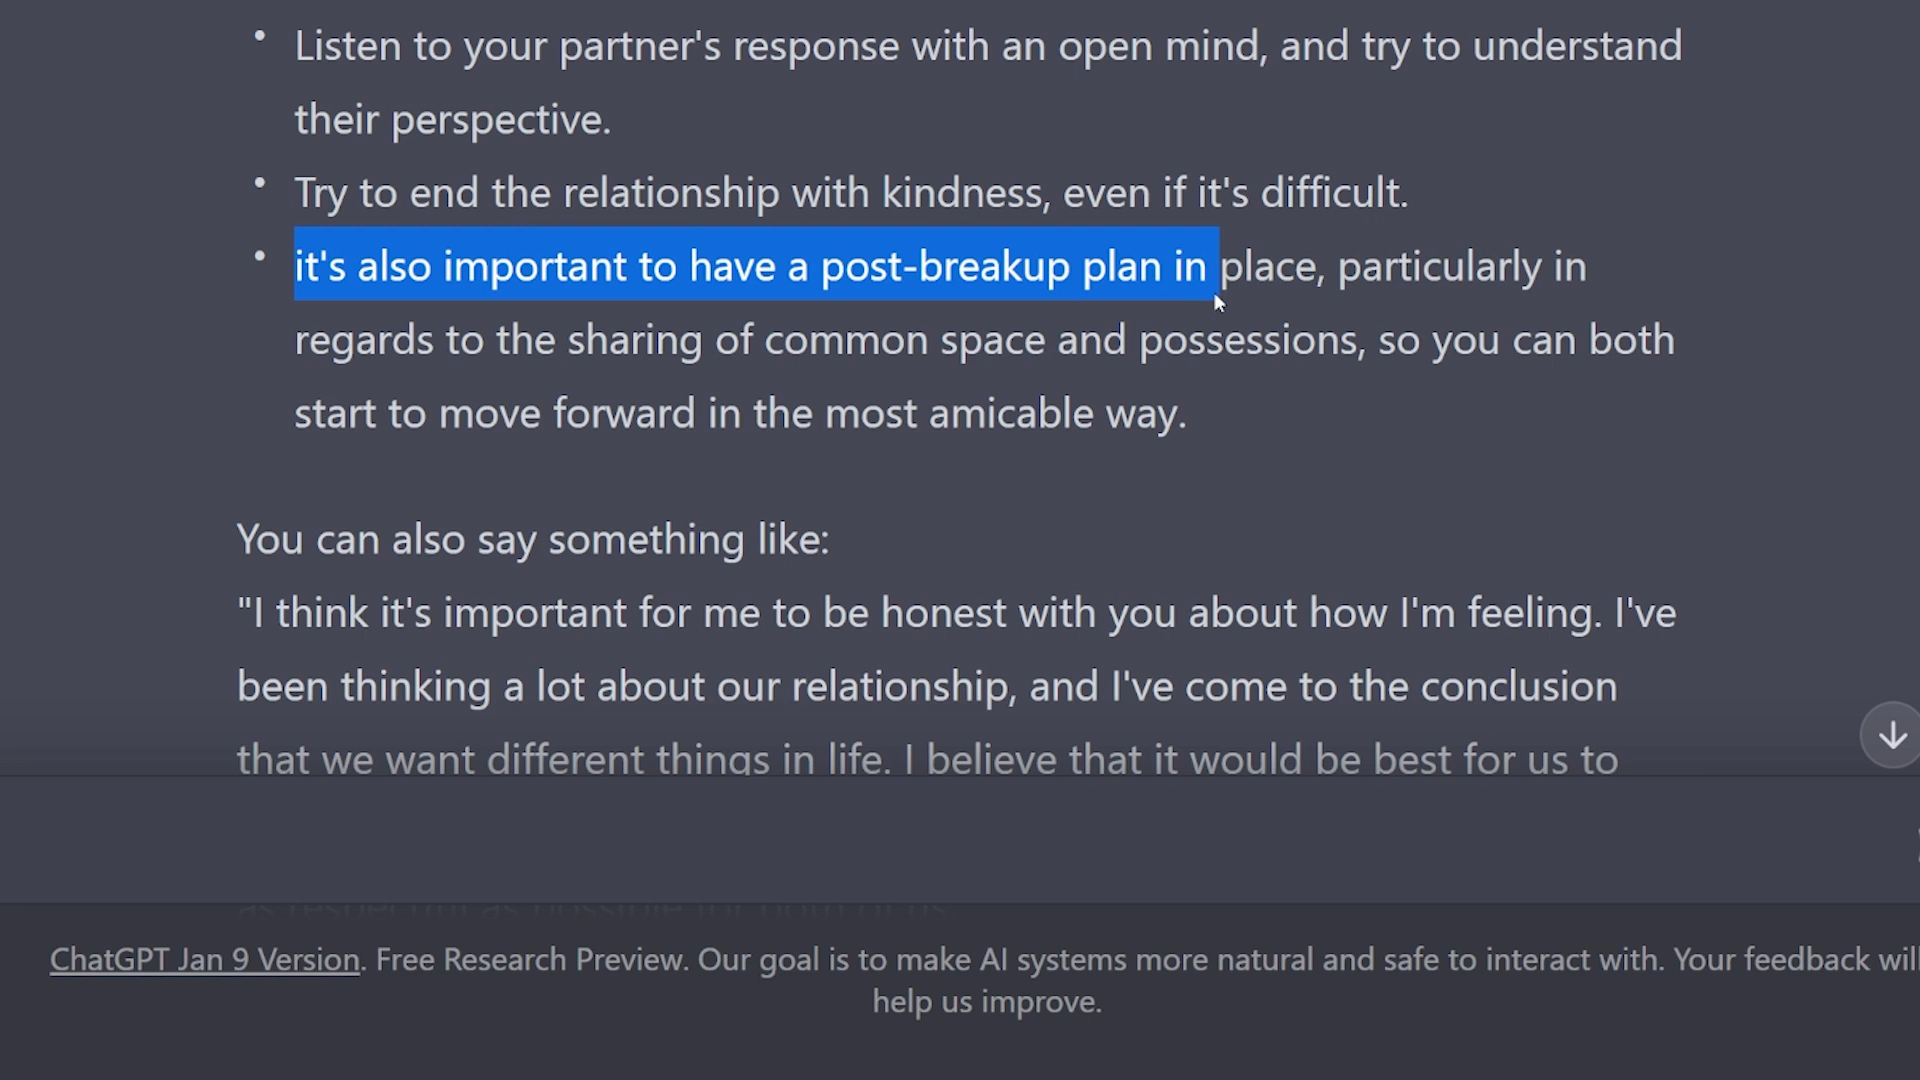 Listen to your partner's response with an open mind, and try to understand
their perspective.
Try to end the relationship with kindness, even if it's difficult.
it's also important to have a post-breakup plan in place, particularly in
regards to the sharing of common space and possessions, so you can both
start to move forward in the most amicable way.
You can also say something like:
"I think it's important for me to be honest with you about how I'm feeling. I've
been thinking a lot about our relationship, and I've come to the conclusion
that we want different things in life. I believe that it would be best for us to
ChatGPT Jan 9 Version. Free Research Preview. Our goal is to make AI systems more natural and safe to interact with. Your feedback will
help us improve.